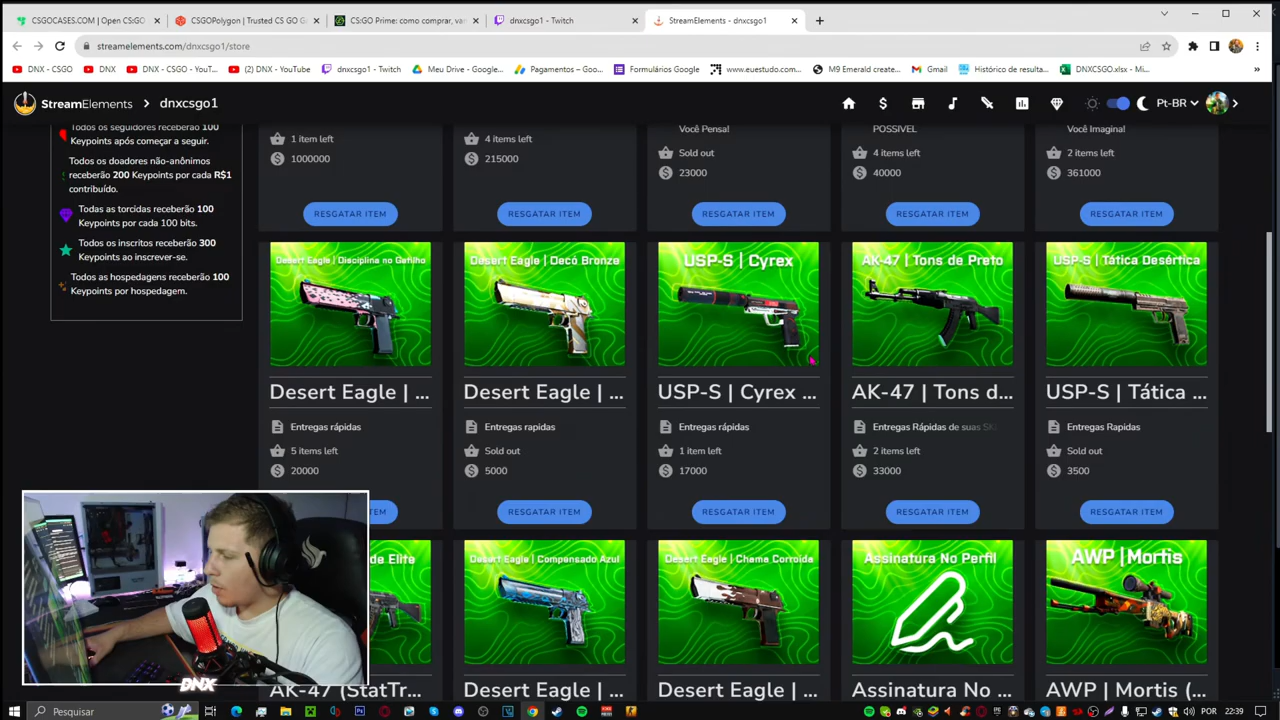 CSGOCASES.COM | Open CS:GO
CSGOPolygon | Trusted CS GO G
CS:GO Prime: como comprar, va
dnxcsgo1 - Twitch
StreamElements - dnxcsgo1
streamelements.com/dnxcsgo1/store
DNX - CSGO
DNX
DNX - CSGO - YouT...
(2) DNX - YouTube
dnxcsgo1 - Twitch
Meu Drive - Google...
Pagamentos – Goo...
Formulários Google
www.euestudo.com...
M9 Emerald create...
Gmail
Histórico de resulta...
DNXCSGO.xlsx - Mi...
StreamElements > dnxcsgo1
Pt-BR
Todos os seguidores receberão 100
Keypoints após começar a seguir.
Todos os doadores não-anônimos
receberão 200 Keypoints por cada R$1
contribuído.
Todas as torcidas receberão 100
Keypoints por cada 100 bits.
Todos os inscritos receberão 300
Keypoints ao inscrever-se.
Todos os hospedagens receberão 100
Keypoints por hospedagem.
1 item left
1000000
RESGATAR ITEM
4 items left
215000
RESGATAR ITEM
Você Pensa!
Sold out
23000
RESGATAR ITEM
POSSIVEL
4 items left
40000
RESGATAR ITEM
Você Imagina!
2 items left
361000
RESGATAR ITEM
Desert Eagle | Disciplina no Gatilho
Desert Eagle | ...
Entregas rápidas
5 items left
20000
ITEM
Desert Eagle | Decó Bronze
Desert Eagle | ...
Entregas rapidas
Sold out
5000
RESGATAR ITEM
USP-S | Cyrex
USP-S | Cyrex ...
Entregas rápidas
1 item left
17000
RESGATAR ITEM
AK-47 | Tons de Preto
AK-47 | Tons d...
Entregas Rápidas de suas SK
2 items left
33000
RESGATAR ITEM
USP-S | Tática Desértica
USP-S | Tática ...
Entregas Rapidas
Sold out
3500
RESGATAR ITEM
de Elite
AK-47 (StatTr...
Desert Eagle | Compensado Azul
Desert Eagle | ...
Desert Eagle | Chama Corroída
Desert Eagle | ...
Assinatura No Perfil
Assinatura No ...
AWP | Mortis
AWP | Mortis (...
DNX
Pesquisar
POR
22:39